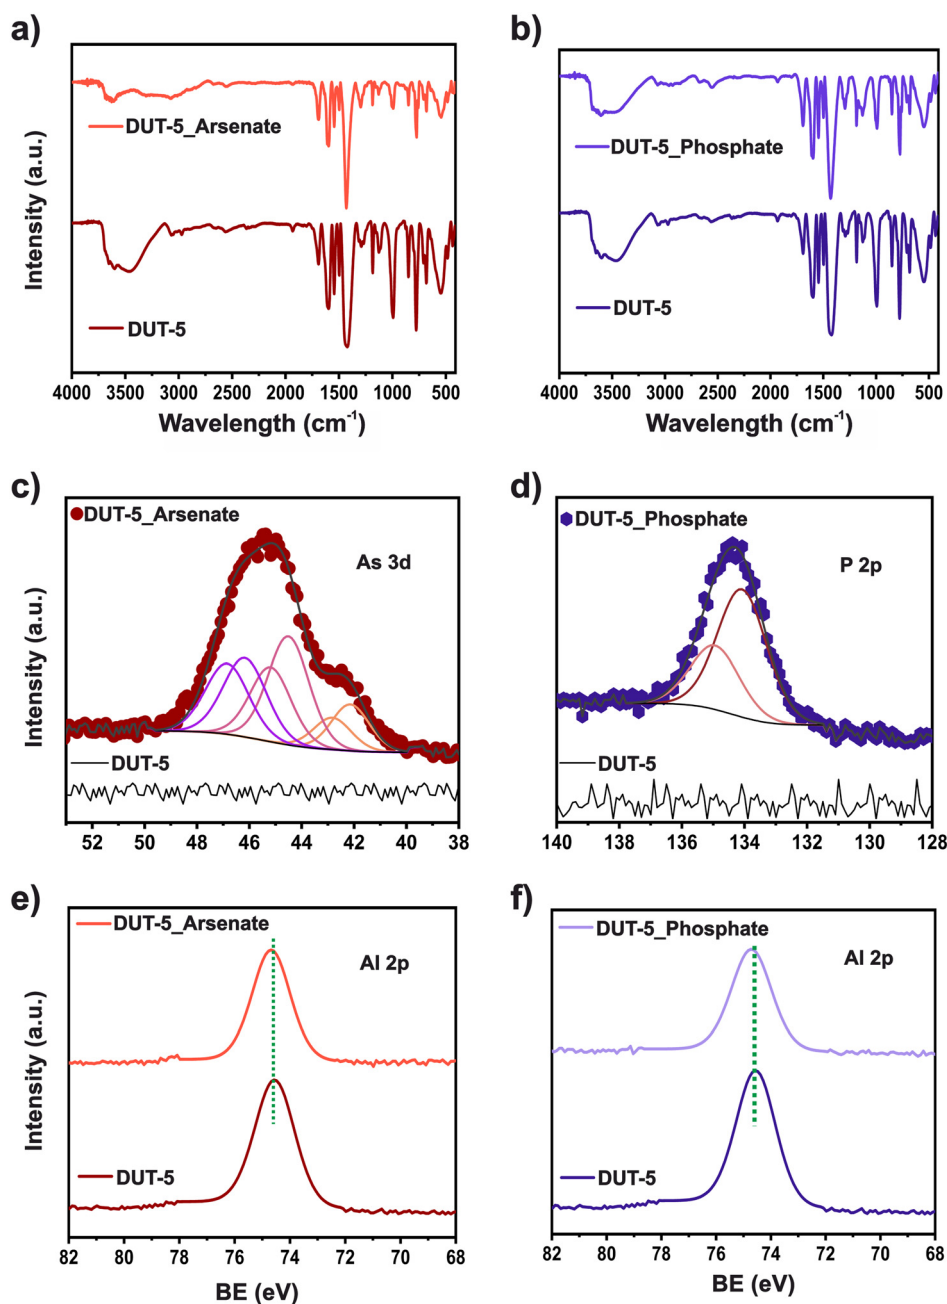 a)
DUT-5_Arsenate
DUT-5
Intensity (a.u.)
4000 3500 3000 2500 2000 1500 1000 500
Wavelength (cm⁻¹)
b)
DUT-5_Phosphate
DUT-5
4000 3500 3000 2500 2000 1500 1000 500
Wavelength (cm⁻¹)
c)
DUT-5_Arsenate
As 3d
DUT-5
Intensity (a.u.)
52 50 48 46 44 42 40 38
d)
DUT-5_Phosphate
P 2p
DUT-5
140 138 135 134 132 130 128
e)
DUT-5_Arsenate
Al 2p
DUT-5
Intensity (a.u.)
82 80 78 76 74 72 70 68
BE (eV)
f)
DUT-5_Phosphate
Al 2p
DUT-5
82 80 78 76 74 72 70 68
BE (eV)